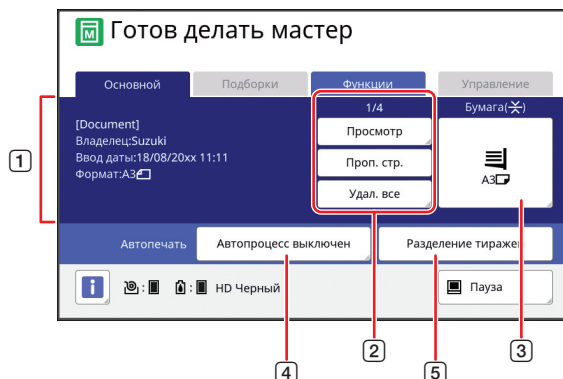 Готов делать мастер
Основной
Подборки
Функции
Управление
[Document]
Владелец:Suzuki
Ввод даты:18/08/20xx 11:11
Формат:A3
1/4
Просмотр
Проп. стр.
Удал. все
Бумага
A3
Автопечать
Автопроцесс выключен
Разделение тиражей
HD Черный
Пауза
1
2
3
4
5